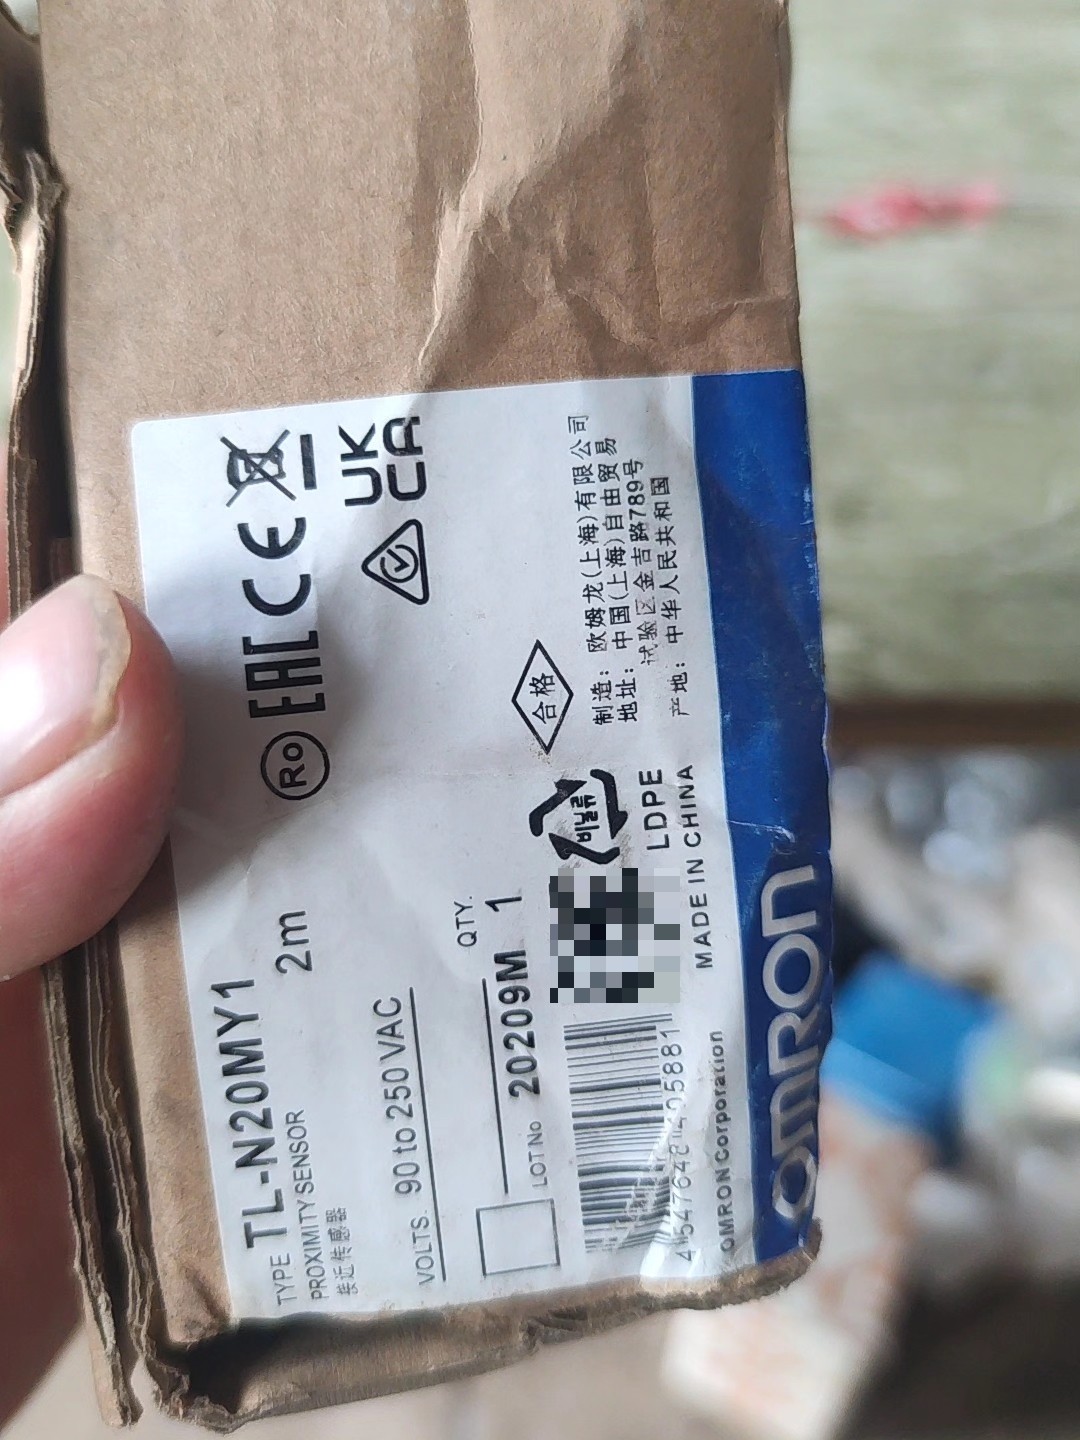 TYPE TL-N20MY1
PROXIMITY SENSOR 2m
接近传感器
VOLTS. 90 to 250 VAC
QTY.
LOT No 20209M 1
MADE IN CHINA
OMRON Corporation
Ro EAC CE
UK
CA
合格
비닐류
LDPE
制造: 欧姆龙(上海)有限公司
地址: 中国(上海)自由贸易
试验区金吉路789号
产地: 中华人民共和国
OMRON